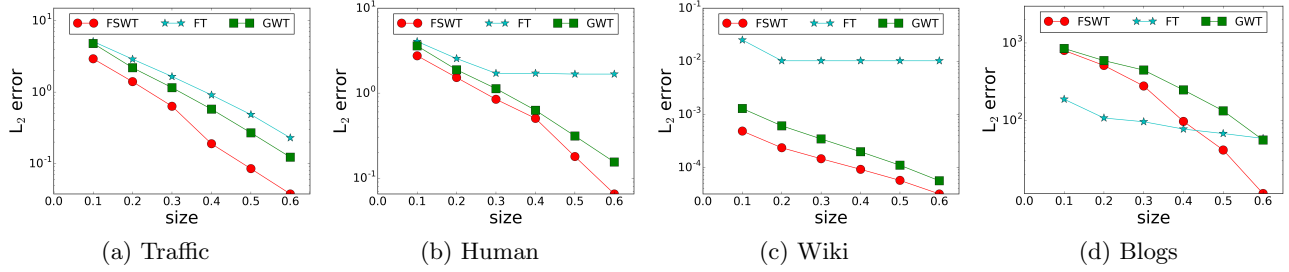 FSWT FT GWT
10^1
10^0
10^-1
L_2 error
0.0 0.1 0.2 0.3 0.4 0.5 0.6
size
(a) Traffic
FSWT FT GWT
10^1
10^0
10^-1
L_2 error
0.0 0.1 0.2 0.3 0.4 0.5 0.6
size
(b) Human
FSWT FT GWT
10^-1
10^-2
10^-3
10^-4
L_2 error
0.0 0.1 0.2 0.3 0.4 0.5 0.6
size
(c) Wiki
FSWT FT GWT
10^3
10^2
L_2 error
0.0 0.1 0.2 0.3 0.4 0.5 0.6
size
(d) Blogs